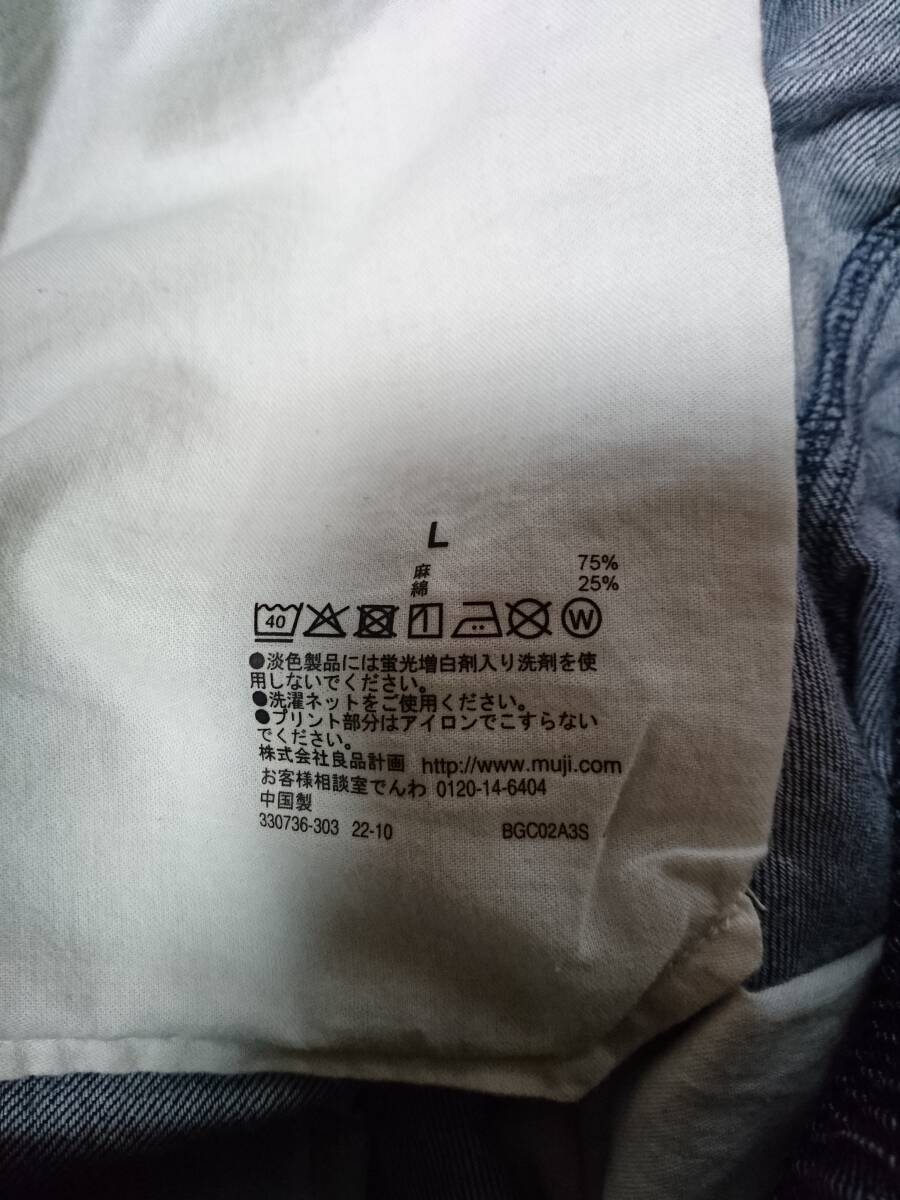 L
麻 75%
綿 25%
40 W
●淡色製品には蛍光増白剤入り洗剤を使
用しないでください。
●洗濯ネットをご使用ください。
●プリント部分はアイロンでこすらない
でください。
株式会社良品計画 http://www.muji.com
お客様相談室でんわ 0120-14-6404
中国製
330736-303 22-10 BGC02A3S